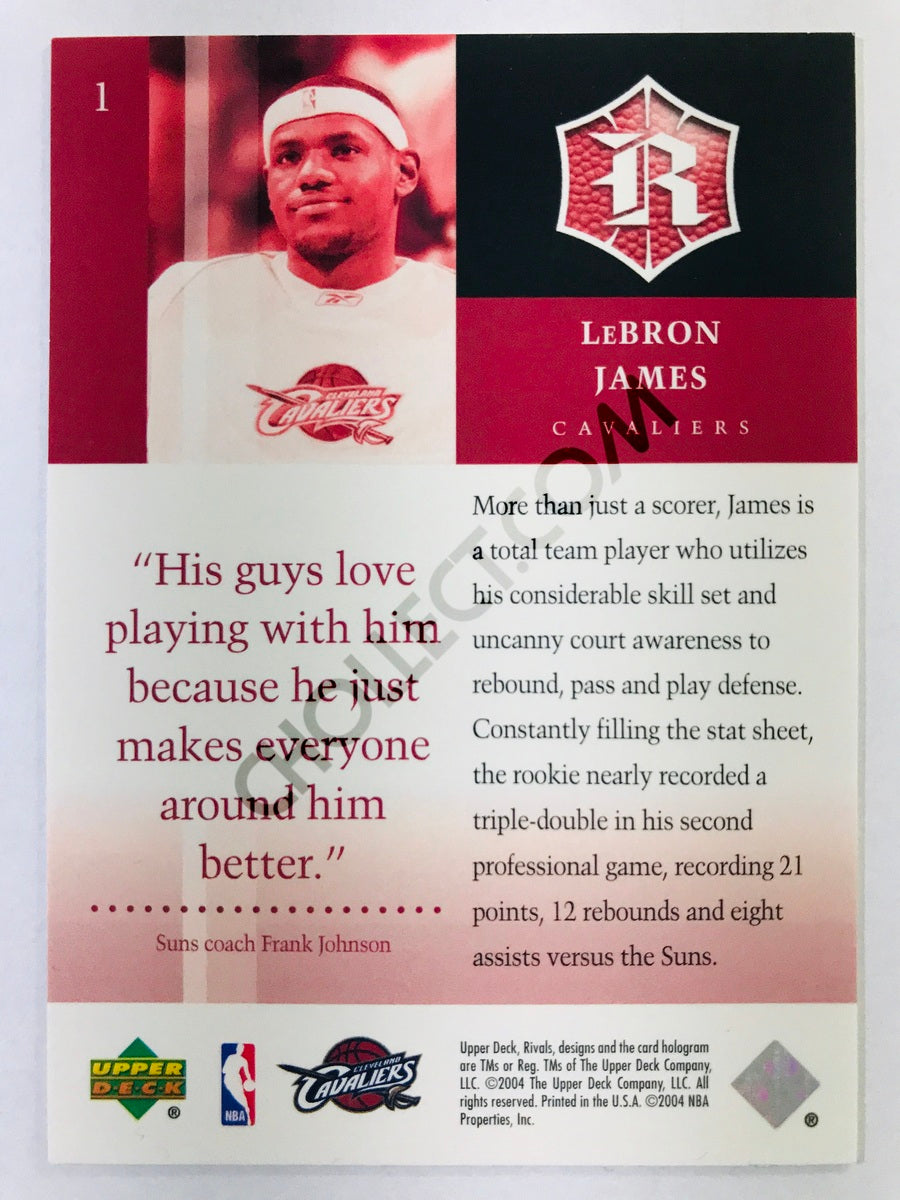 1
R
LeBRON
JAMES
CAVALIERS
CLEVELAND
CAVALIERS
"His guys love
playing with him
because he just
makes everyone
around him
better."
Suns coach Frank Johnson
More than just a scorer, James is
a total team player who utilizes
his considerable skill set and
uncanny court awareness to
rebound, pass and play defense.
Constantly filling the stat sheet,
the rookie nearly recorded a
triple-double in his second
professional game, recording 21
points, 12 rebounds and eight
assists versus the Suns.
CHOLLECT.COM
UPPER
D·E·C·K
®
NBA
CLEVELAND
CAVALIERS
Upper Deck, Rivals, designs and the card hologram
are TMs or Reg. TMs of The Upper Deck Company,
LLC. ©2004 The Upper Deck Company, LLC. All
rights reserved. Printed in the U.S.A. ©2004 NBA
Properties, Inc.
®